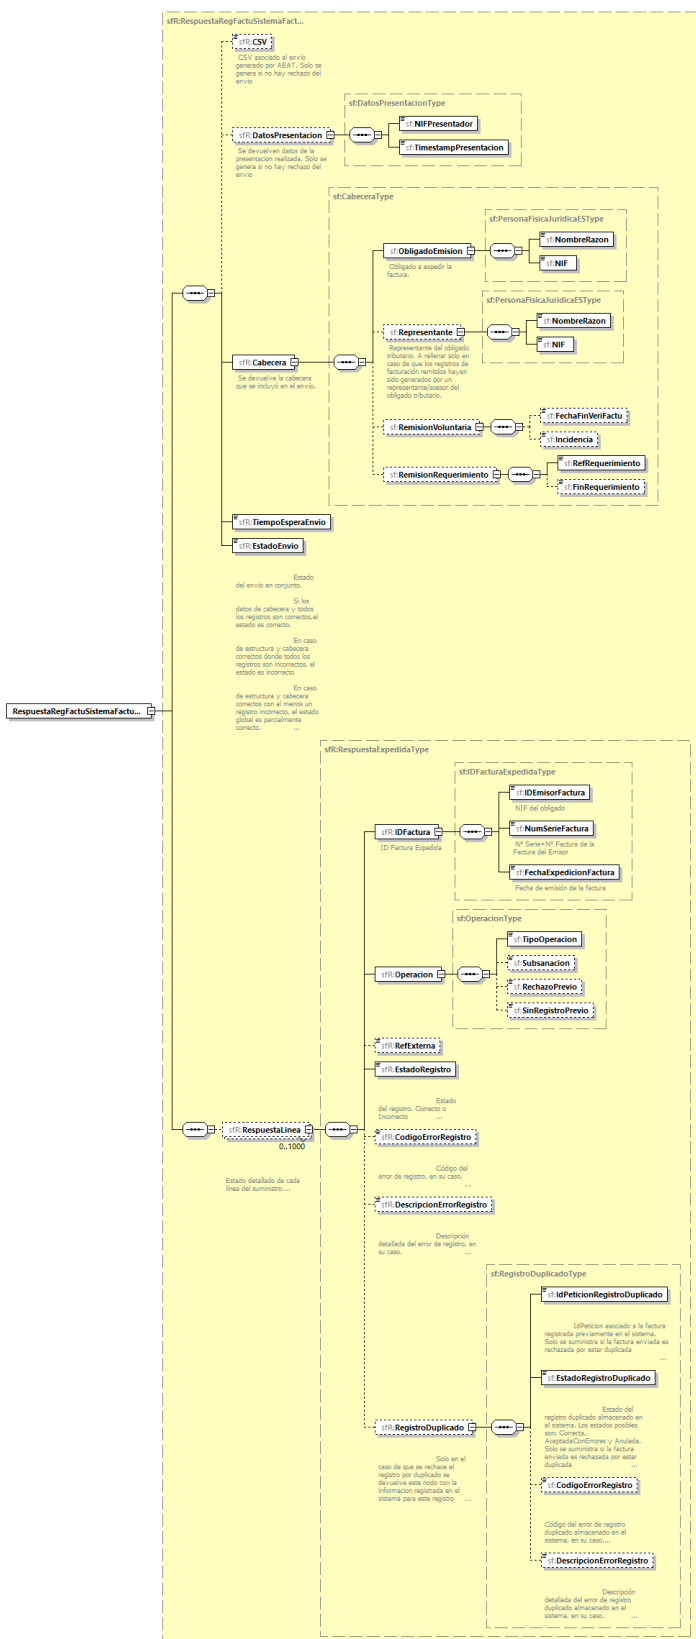 sfR:RespuestaRegFactuSistemaFact...
sfR:CSV
CSV asociado al envío
generado por AEAT. Solo se
genera si no hay rechazo del
envio
sf:DatosPresentacionType
sf:NIFPresentador
sfR:DatosPresentacion
sf:TimestampPresentacion
Se devuelven datos de la
presentacion realizada. Solo se
genera si no hay rechazo del
envio
sf:CabeceraType
sf:PersonaFisicaJuridicaESType
sf:NombreRazon
sf:ObligadoEmision
sf:NIF
Obligado a expedir la
factura.
sf:PersonaFisicaJuridicaESType
sf:NombreRazon
sf:Representante
sf:NIF
Representante del obligado
tributario. A rellenar solo en
caso de que los registros de
facturación remitdos hayan
sido generados por un
representante/asesor del
obligado tributario.
sfR:Cabecera
Se devuelve la cabecera
que se incluyó en el envío.
sf:FechaFinVeriFactu
sf:RemisionVoluntaria
sf:Incidencia
sf:RefRequerimiento
sf:RemisionRequerimiento
sf:FinRequerimiento
sfR:TiempoEsperaEnvio
sfR:EstadoEnvio
Estado
del envío en conjunto.
Si los
datos de cabecera y todos
los registros son correctos,el
estado es correcto.
En caso
de estructura y cabecera
correctos donde todos los
registros son incorrectos, el
estado es incorrecto
En caso
de estructura y cabecera
correctos con al menos un
registro incorrecto, el estado
global es parcialmente
correcto. ...
RespuestaRegFactuSistemaFactu...
sfR:RespuestaExpedidaType
sf:IDFacturaExpedidaType
sf:IDEmisorFactura
NIF del obligado
sfR:IDFactura
ID Factura Expedida
sf:NumSerieFactura
Nº Serie+Nº Factura de la
Factura del Emisor
sf:FechaExpedicionFactura
Fecha de emisión de la factura
sf:OperacionType
sf:TipoOperacion
sf:Subsanacion
sfR:Operacion
sf:RechazoPrevio
sf:SinRegistroPrevio
sfR:RefExterna
sfR:EstadoRegistro
Estado
del registro. Correcto o
Incorrecto ...
sfR:RespuestaLinea
0..1000
Estado detallado de cada
línea del suministro....
sfR:CodigoErrorRegistro
Código del
error de registro, en su caso.
...
sfR:DescripcionErrorRegistro
Descripción
detallada del error de registro, en
su caso. ...
sf:RegistroDuplicadoType
sf:IdPeticionRegistroDuplicado
IdPeticion asociado a la factura
registrada previamente en el sistema.
Solo se suministra si la factura enviada es
rechazada por estar duplicada
...
sf:EstadoRegistroDuplicado
Estado del
registro duplicado almacenado en
el sistema. Los estados posibles
son: Correcta,
AceptadaConErrores y Anulada.
Solo se suministra si la factura
enviada es rechazada por estar
duplicada ...
sfR:RegistroDuplicado
Solo en el
caso de que se rechace el
registro por duplicado se
devuelve este nodo con la
informacion registrada en el
sistema para este registro ...
sf:CodigoErrorRegistro
Código del error de registro
duplicado almacenado en el
sistema, en su caso....
sf:DescripcionErrorRegistro
Descripción
detallada del error de registro
duplicado almacenado en el
sistema, en su caso. ...